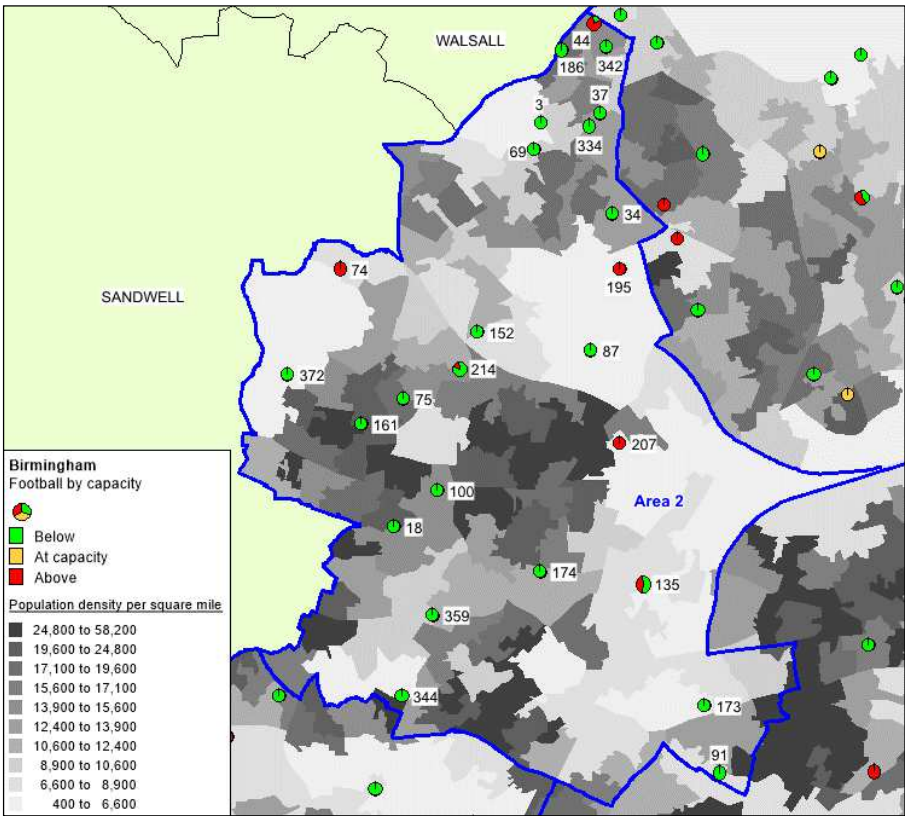 WALSALL
44
186
342
3
37
334
69
34
74
195
SANDWELL
152
87
214
372
75
161
207
100
Area 2
18
174
135
359
344
173
91
Birmingham
Football by capacity
Below
At capacity
Above
Population density per square mile
24,800 to 58,200
19,600 to 24,800
17,100 to 19,600
15,600 to 17,100
13,900 to 15,600
12,400 to 13,900
10,600 to 12,400
8,900 to 10,600
6,600 to 8,900
400 to 6,600